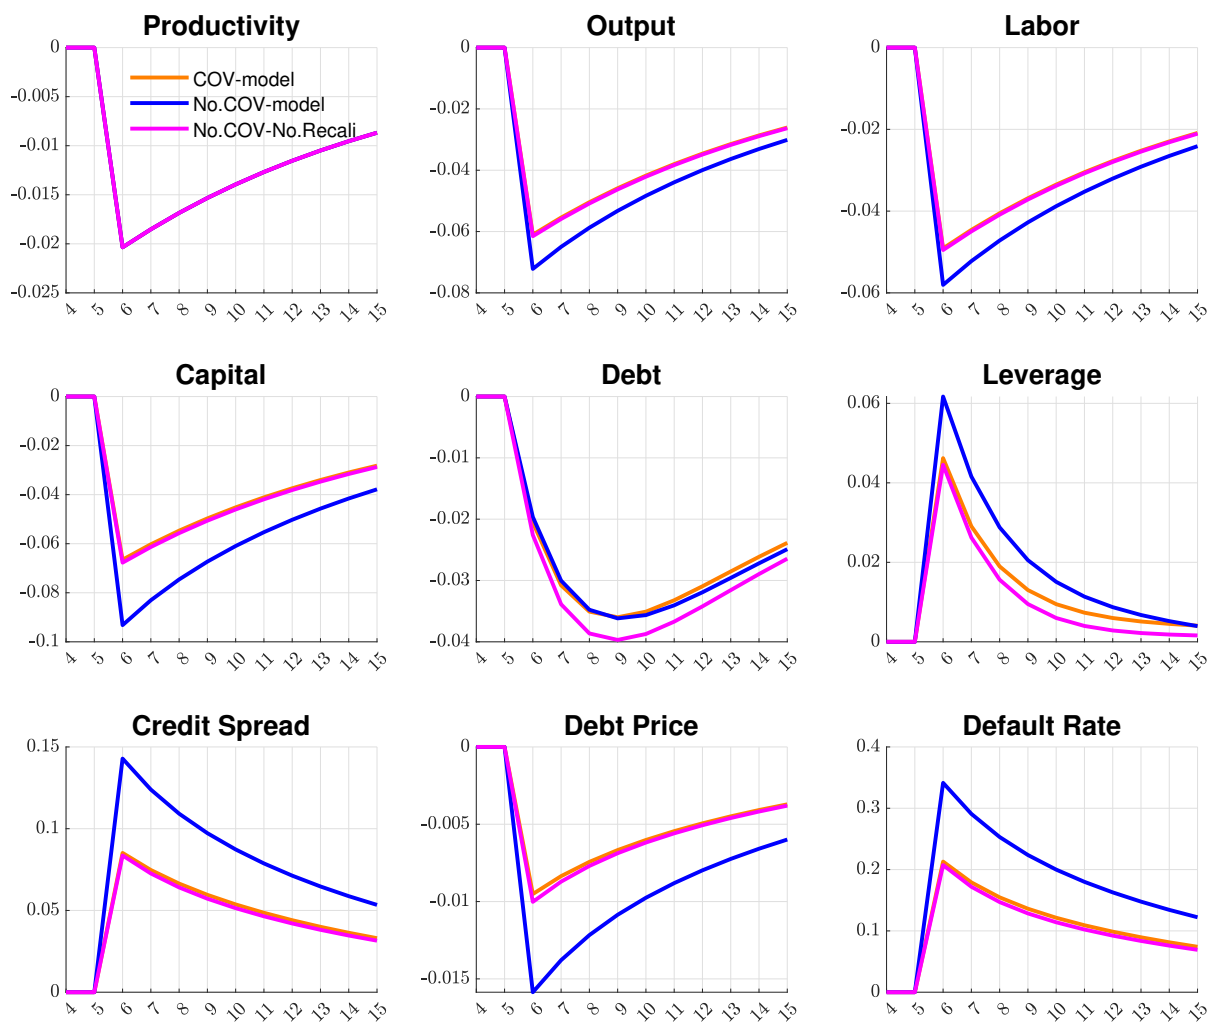 Productivity
0
-0.005
-0.01
-0.015
-0.02
-0.025
COV-model
No.COV-model
No.COV-No.Recali
4 5 6 7 8 9 10 11 12 13 14 15
Output
0
-0.02
-0.04
-0.06
-0.08
4 5 6 7 8 9 10 11 12 13 14 15
Labor
0
-0.02
-0.04
-0.06
4 5 6 7 8 9 10 11 12 13 14 15
Capital
0
-0.02
-0.04
-0.06
-0.08
-0.1
4 5 6 7 8 9 10 11 12 13 14 15
Debt
0
-0.01
-0.02
-0.03
-0.04
4 5 6 7 8 9 10 11 12 13 14 15
Leverage
0.06
0.04
0.02
0
4 5 6 7 8 9 10 11 12 13 14 15
Credit Spread
0.15
0.1
0.05
0
4 5 6 7 8 9 10 11 12 13 14 15
Debt Price
0
-0.005
-0.01
-0.015
4 5 6 7 8 9 10 11 12 13 14 15
Default Rate
0.4
0.3
0.2
0.1
0
4 5 6 7 8 9 10 11 12 13 14 15